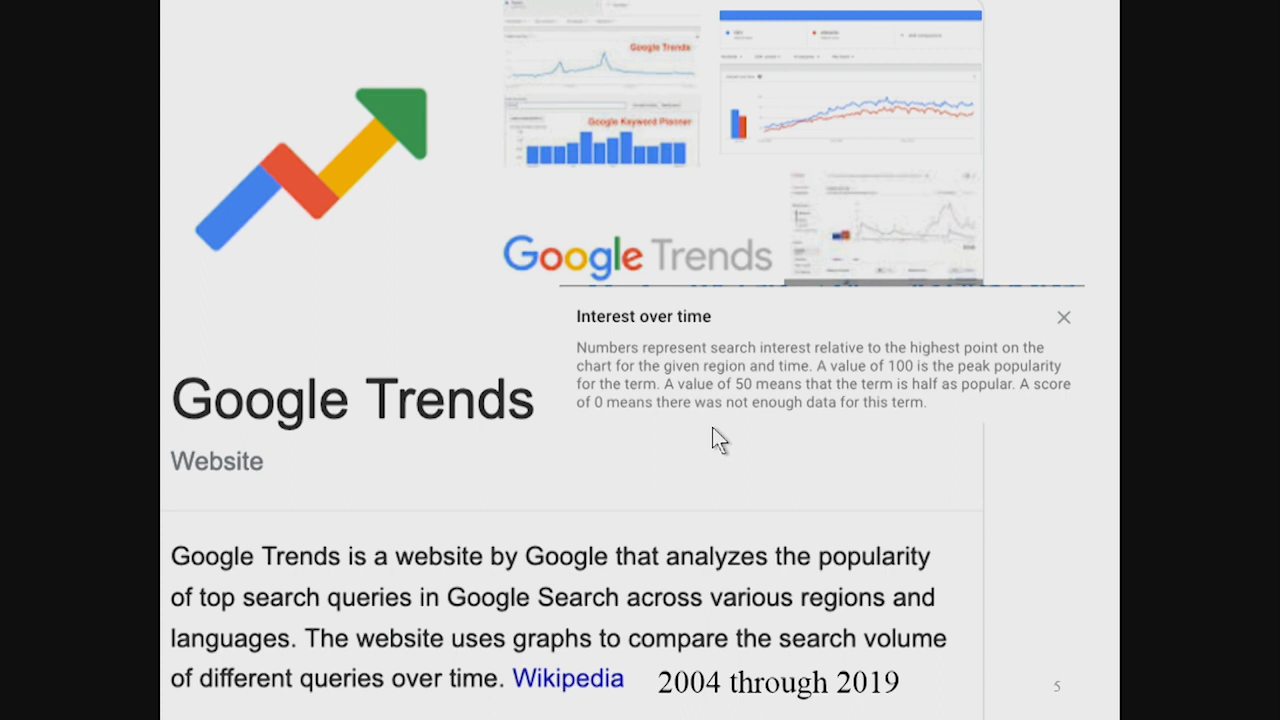 Google Trends
Google Keyword Planner
Google Trends
Interest over time
Numbers represent search interest relative to the highest point on the
chart for the given region and time. A value of 100 is the peak popularity
for the term. A value of 50 means that the term is half as popular. A score
of 0 means there was not enough data for this term.
Google Trends
Website
Google Trends is a website by Google that analyzes the popularity
of top search queries in Google Search across various regions and
languages. The website uses graphs to compare the search volume
of different queries over time. Wikipedia
2004 through 2019
5